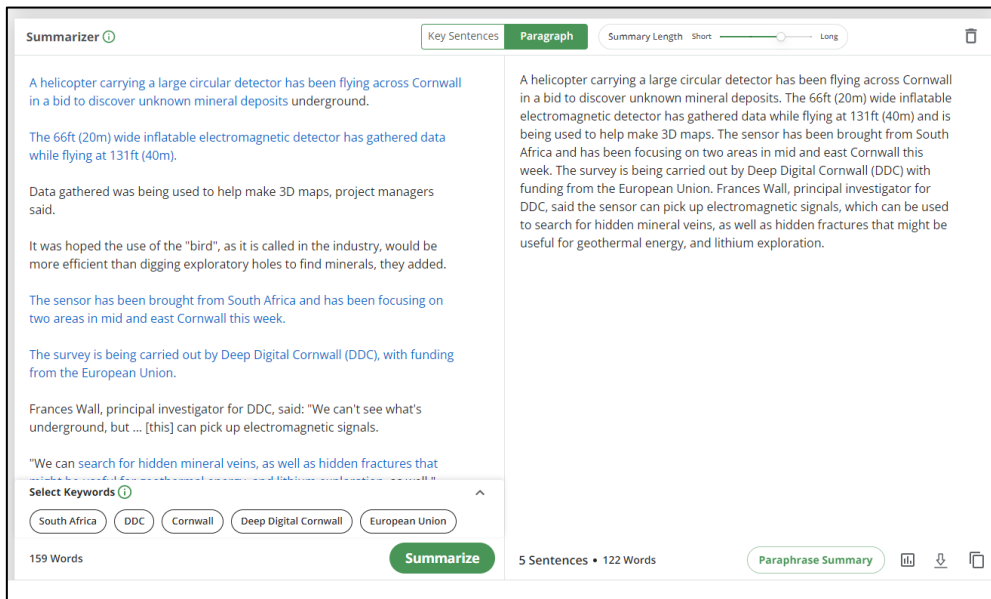 Summarizer
Key Sentences
Paragraph
Summary Length Short Long
A helicopter carrying a large circular detector has been flying across Cornwall
in a bid to discover unknown mineral deposits underground.
The 66ft (20m) wide inflatable electromagnetic detector has gathered data
while flying at 131ft (40m).
Data gathered was being used to help make 3D maps, project managers
said.
It was hoped the use of the "bird", as it is called in the industry, would be
more efficient than digging exploratory holes to find minerals, they added.
The sensor has been brought from South Africa and has been focusing on
two areas in mid and east Cornwall this week.
The survey is being carried out by Deep Digital Cornwall (DDC), with funding
from the European Union.
Frances Wall, principal investigator for DDC, said: "We can't see what's
underground, but ... [this] can pick up electromagnetic signals.
"We can search for hidden mineral veins, as well as hidden fractures that
might be useful for geothermal energy, and lithium exploration, as well."
Select Keywords
South Africa
DDC
Cornwall
Deep Digital Cornwall
European Union
159 Words
Summarize
A helicopter carrying a large circular detector has been flying across Cornwall
in a bid to discover unknown mineral deposits. The 66ft (20m) wide inflatable
electromagnetic detector has gathered data while flying at 131ft (40m) and is
being used to help make 3D maps. The sensor has been brought from South
Africa and has been focusing on two areas in mid and east Cornwall this
week. The survey is being carried out by Deep Digital Cornwall (DDC) with
funding from the European Union. Frances Wall, principal investigator for
DDC, said the sensor can pick up electromagnetic signals, which can be used
to search for hidden mineral veins, as well as hidden fractures that might be
useful for geothermal energy, and lithium exploration.
5 Sentences • 122 Words
Paraphrase Summary